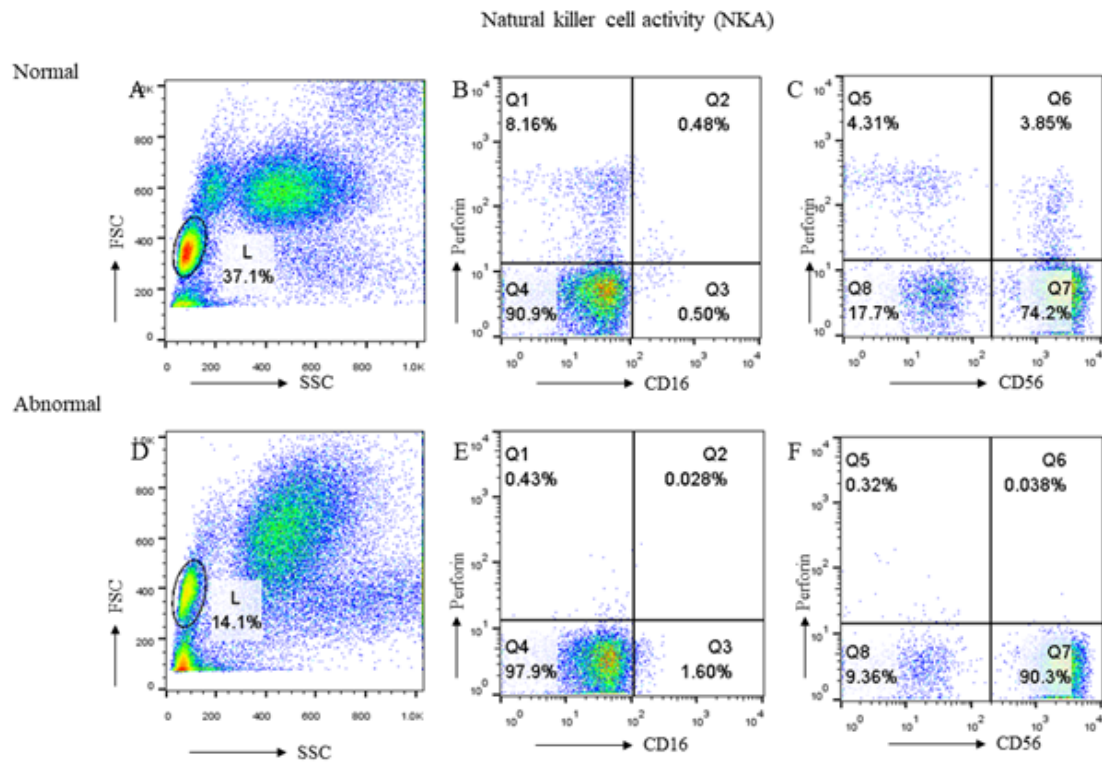 Natural killer cell activity (NKA)
Normal
A
1.0K
800
600
400
200
0
FSC
L
37.1%
0 200 400 600 800 1.0K
SSC
B
10^4
10^3
10^2
10^1
10^0
Perforin
Q1
8.16%
Q2
0.48%
Q4
90.9%
Q3
0.50%
10^0 10^1 10^2 10^3 10^4
CD16
C
10^4
10^3
10^2
10^1
10^0
Perforin
Q5
4.31%
Q6
3.85%
Q8
17.7%
Q7
74.2%
10^0 10^1 10^2 10^3 10^4
CD56
Abnormal
D
1.0K
800
600
400
200
0
FSC
L
14.1%
0 200 400 600 800 1.0K
SSC
E
10^4
10^3
10^2
10^1
10^0
Perforin
Q1
0.43%
Q2
0.028%
Q4
97.9%
Q3
1.60%
10^0 10^1 10^2 10^3 10^4
CD16
F
10^4
10^3
10^2
10^1
10^0
Perforin
Q5
0.32%
Q6
0.038%
Q8
9.36%
Q7
90.3%
10^0 10^1 10^2 10^3 10^4
CD56